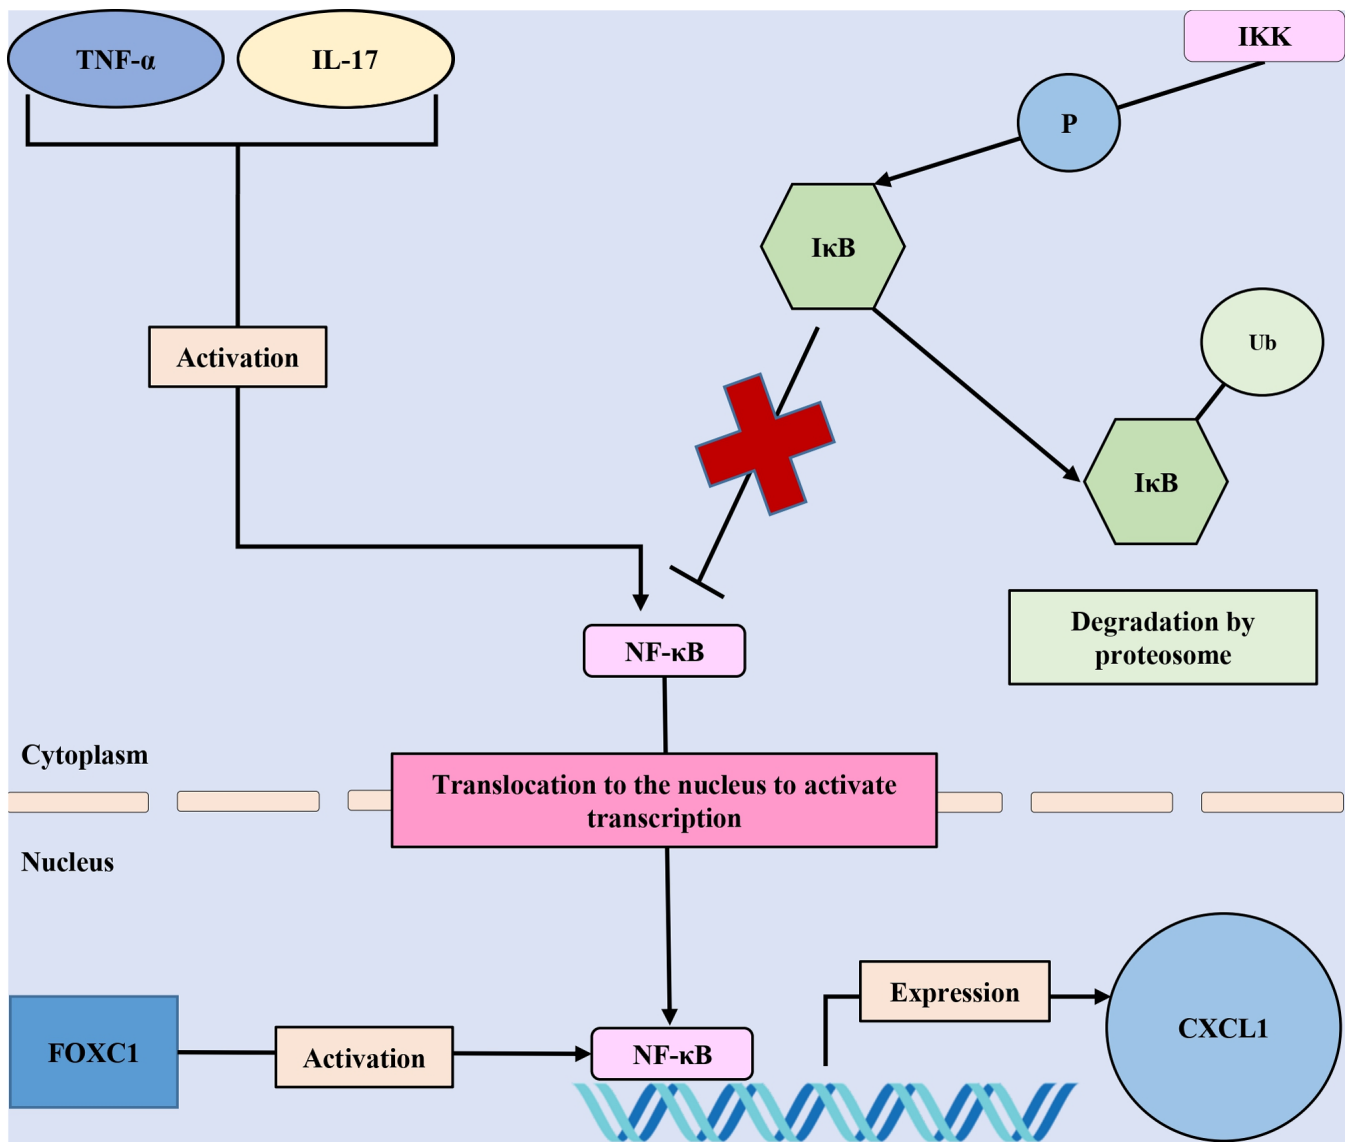 TNF-α
IL-17
IKK
P
IκB
Ub
Activation
IκB
Degradation by
proteosome
NF-κB
Cytoplasm
Translocation to the nucleus to activate
transcription
Nucleus
Expression
CXCL1
FOXC1
Activation
NF-κB